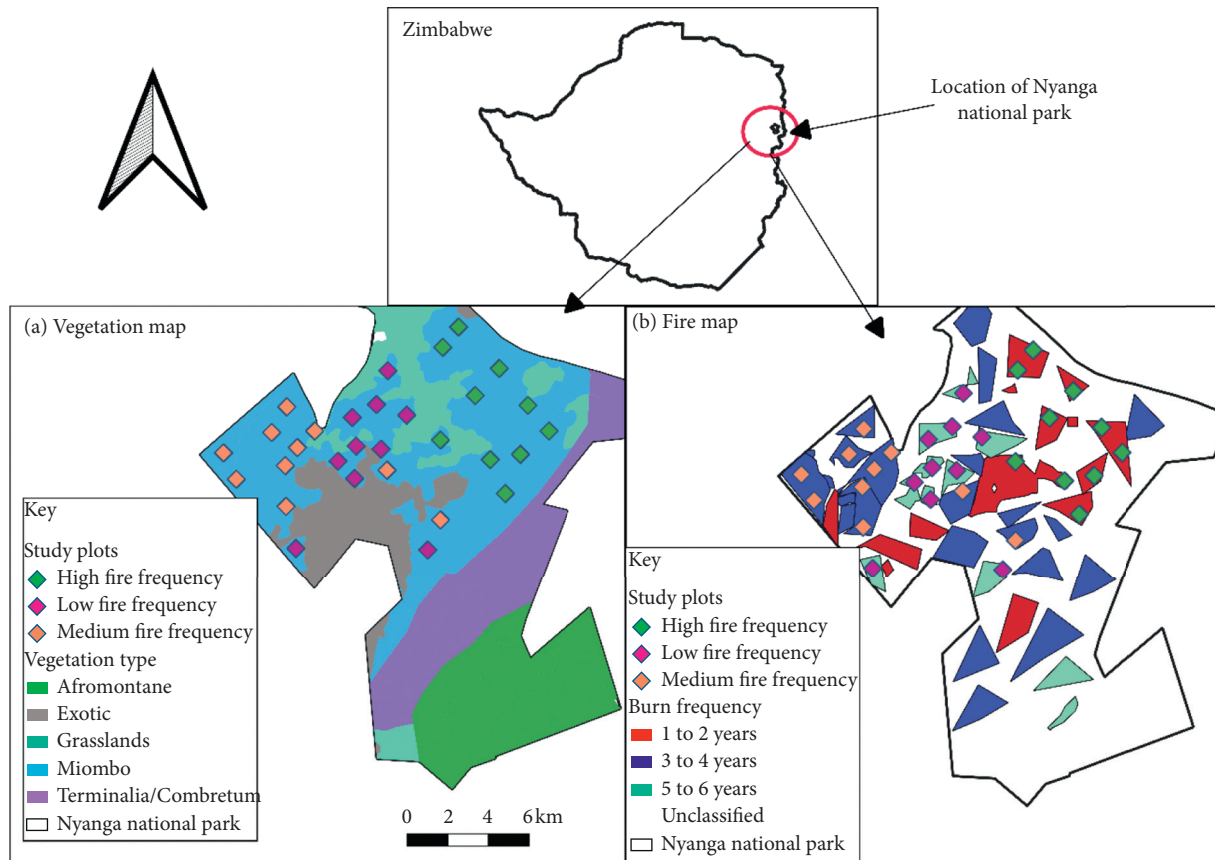 Zimbabwe
Location of Nyanga
national park
(a) Vegetation map
Key
Study plots
High fire frequency
Low fire frequency
Medium fire frequency
Vegetation type
Afromontane
Exotic
Grasslands
Miombo
Terminalia/Combretum
Nyanga national park
0 2 4 6 km
(b) Fire map
Key
Study plots
High fire frequency
Low fire frequency
Medium fire frequency
Burn frequency
1 to 2 years
3 to 4 years
5 to 6 years
Unclassified
Nyanga national park